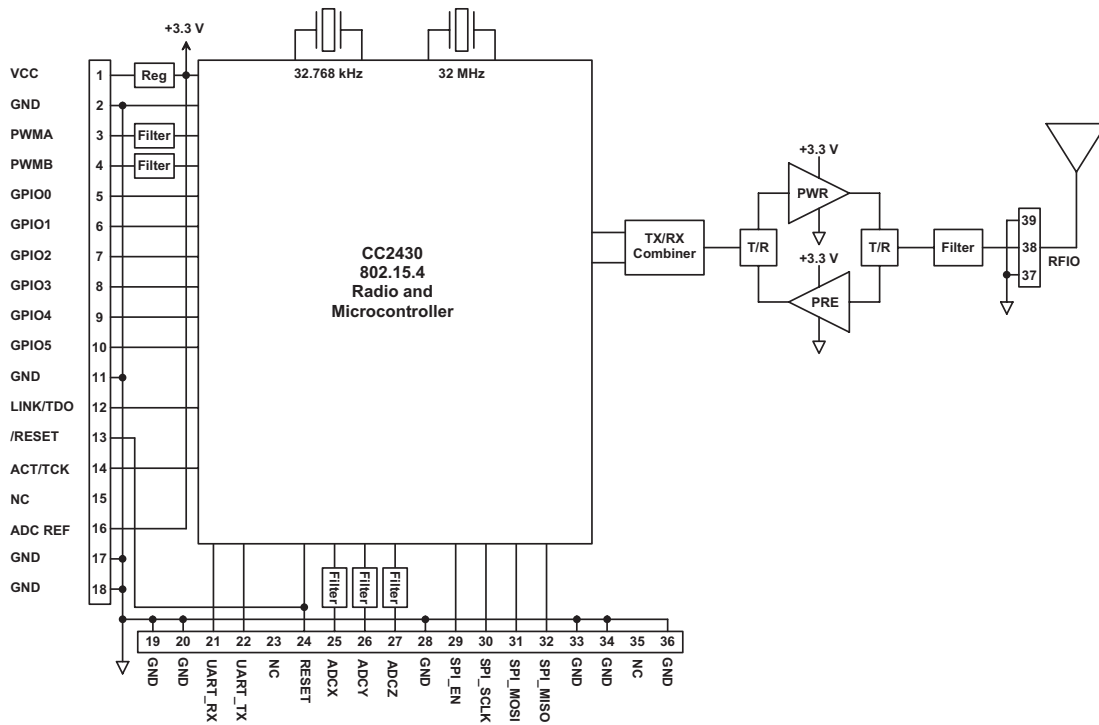 +3.3 V
32.768 kHz
32 MHz
VCC 1 Reg
GND 2
PWMA 3 Filter
PWMB 4 Filter
GPIO0 5
GPIO1 6
GPIO2 7
GPIO3 8
GPIO4 9
GPIO5 10
GND 11
LINK/TDO 12
/RESET 13
ACT/TCK 14
NC 15
ADC REF 16
GND 17
GND 18
CC2430
802.15.4
Radio and
Microcontroller
TX/RX
Combiner
T/R
+3.3 V
PWR
+3.3 V
PRE
T/R
Filter
39
38
37
RFIO
Filter
Filter
Filter
19 20 21 22 23 24 25 26 27 28 29 30 31 32 33 34 35 36
GND
GND
UART_RX
UART_TX
NC
RESET
ADCX
ADCY
ADCZ
GND
SPI_EN
SPI_SCLK
SPI_MOSI
SPI_MISO
GND
GND
NC
GND